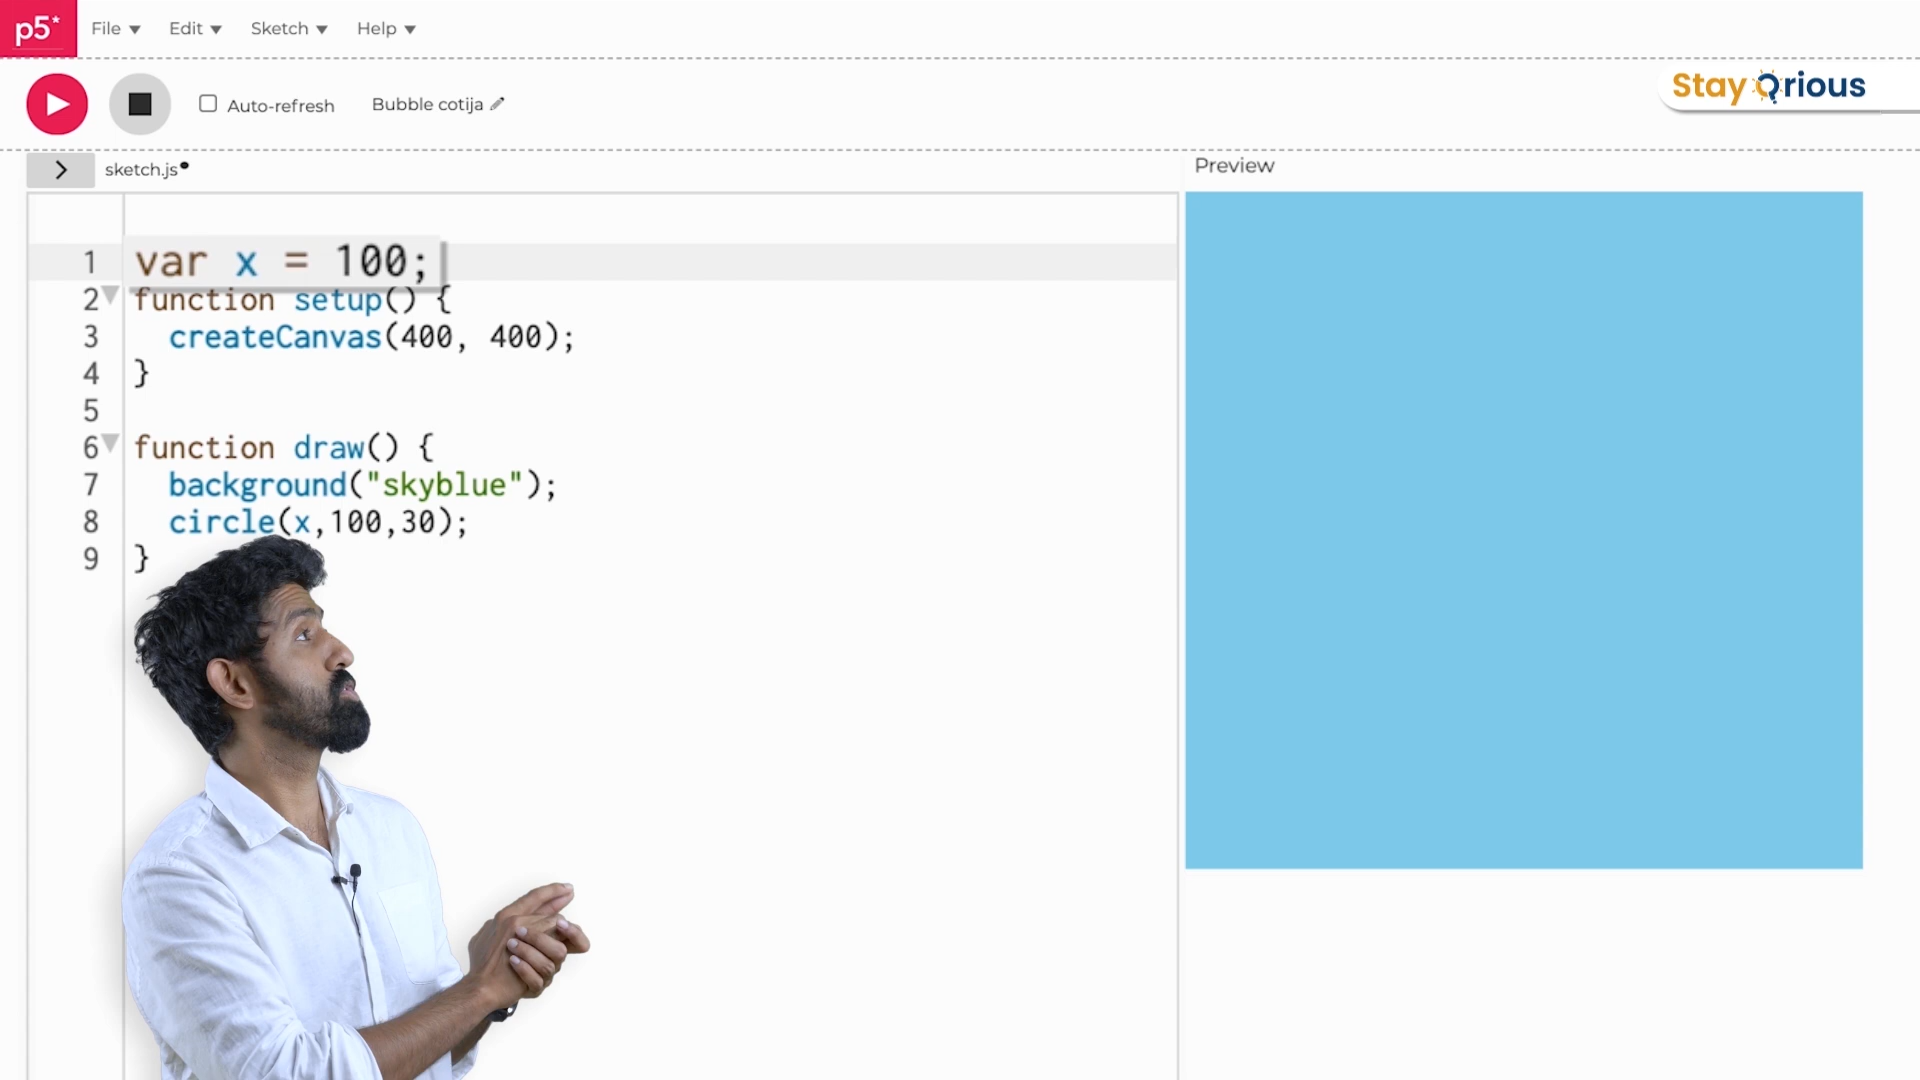 p5* File Edit Sketch Help
Auto-refresh Bubble cotija
Stay Qrious
sketch.js
Preview
1 var x = 100;
2 function setup() {
3 createCanvas(400, 400);
4 }
5
6 function draw() {
7 background("skyblue");
8 circle(x,100,30);
9 }